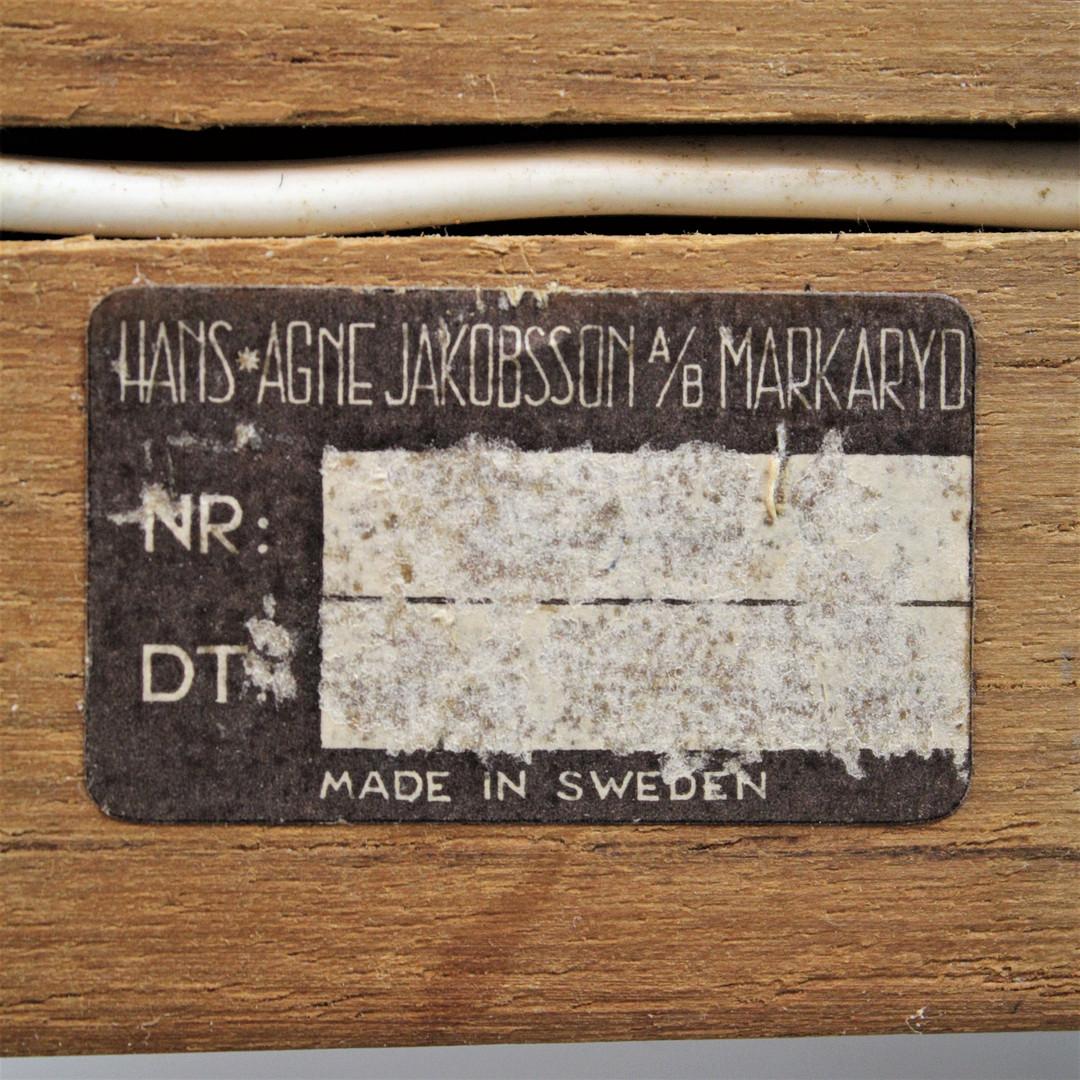 HANS*AGNE JAKOBSSON A/B MARKARYD
NR:
DT:
MADE IN SWEDEN